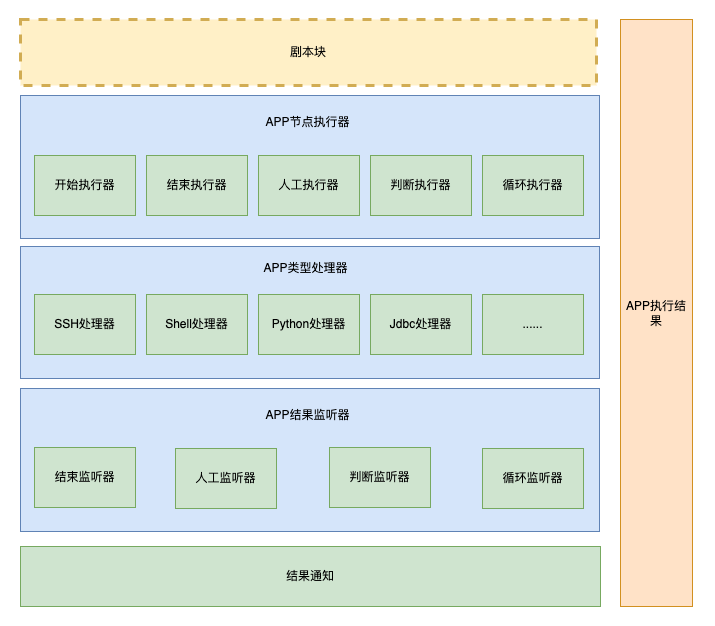 剧本块
APP节点执行器
开始执行器
结束执行器
人工执行器
判断执行器
循环执行器
APP类型处理器
SSH处理器
Shell处理器
Python处理器
Jdbc处理器
......
APP结果监听器
结束监听器
人工监听器
判断监听器
循环监听器
结果通知
APP执行结
果